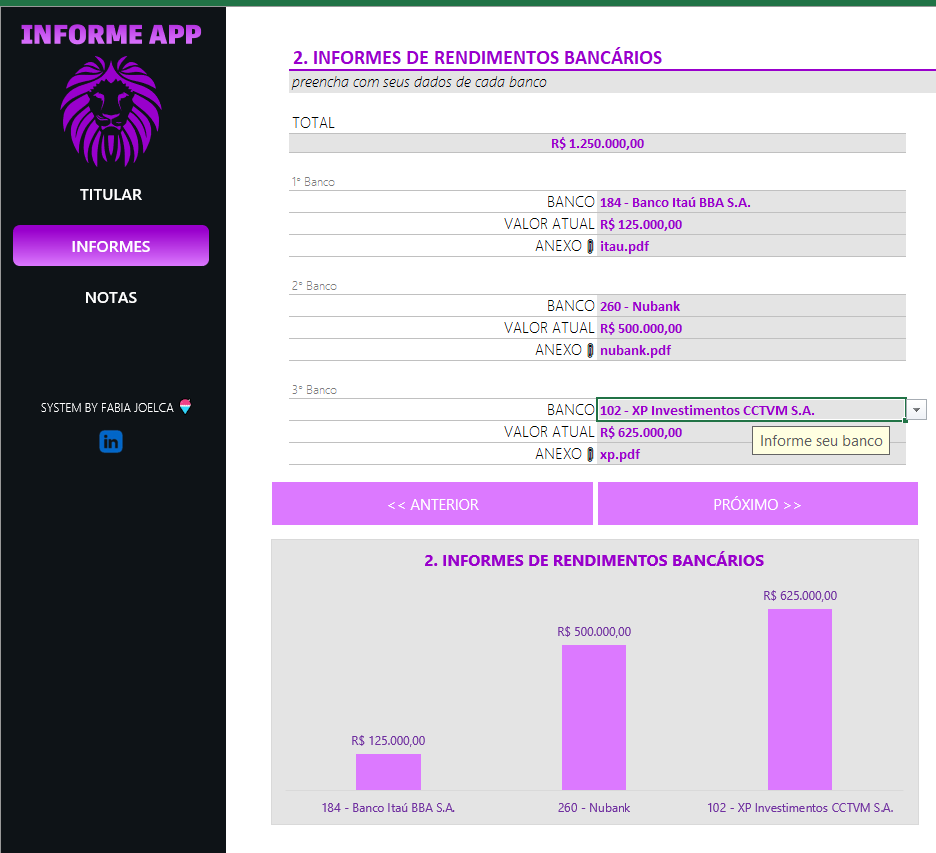 INFORME APP
TITULAR
INFORMES
NOTAS
SYSTEM BY FABIA JOELCA
in
2. INFORMES DE RENDIMENTOS BANCÁRIOS
preencha com seus dados de cada banco
TOTAL
R$ 1.250.000,00
1° Banco
BANCO 184 - Banco Itaú BBA S.A.
VALOR ATUAL R$ 125.000,00
ANEXO itau.pdf
2° Banco
BANCO 260 - Nubank
VALOR ATUAL R$ 500.000,00
ANEXO nubank.pdf
3° Banco
BANCO 102 - XP Investimentos CCTVM S.A.
VALOR ATUAL R$ 625.000,00
Informe seu banco
ANEXO xp.pdf
<< ANTERIOR
PRÓXIMO >>
2. INFORMES DE RENDIMENTOS BANCÁRIOS
R$ 125.000,00
R$ 500.000,00
R$ 625.000,00
184 - Banco Itaú BBA S.A.
260 - Nubank
102 - XP Investimentos CCTVM S.A.